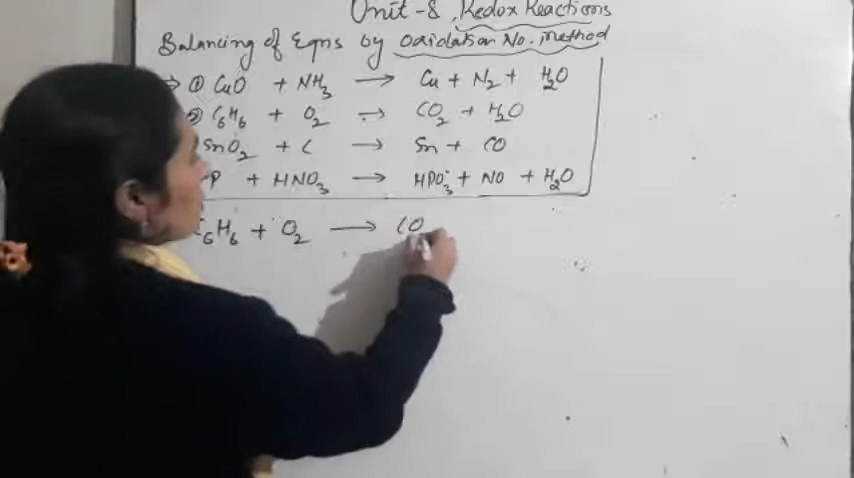 Unit-8, Redox Reactions
Balancing of Eqns by Oxidation No. method
→ ① CuO + NH₃ → Cu + N₂ + H₂O
② C₆H₆ + O₂ → CO₂ + H₂O
SnO₂ + C → Sn + CO
P + HNO₃ → HPO₃ + NO + H₂O
C₆H₆ + O₂ → CO